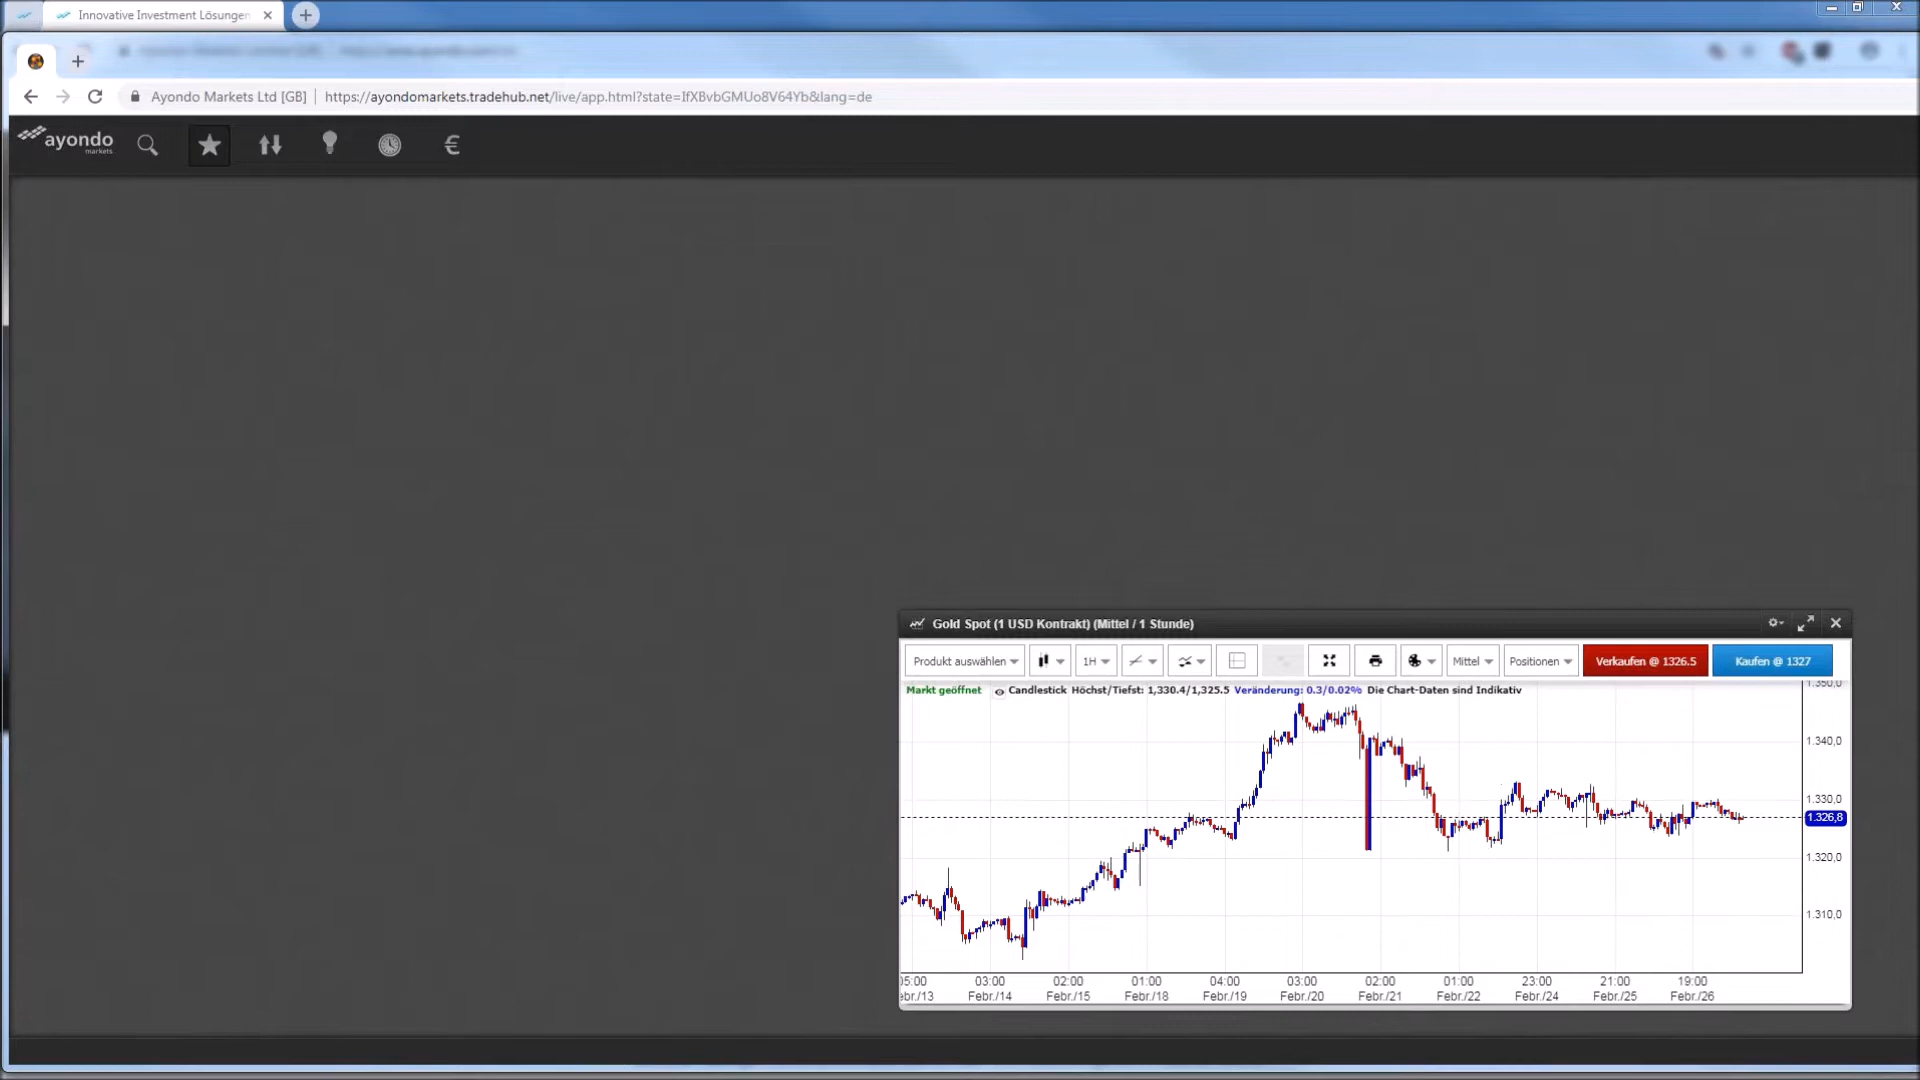 Innovative Investment Lösungen
Ayondo Markets Ltd [GB] https://ayondomarkets.tradehub.net/live/app.html?state=IfXBvbGMUo8V64Yb&lang=de
ayondo
markets
€
Gold Spot (1 USD Kontrakt) (Mittel / 1 Stunde)
Produkt auswählen 1H Mittel Positionen Verkaufen @ 1326.5 Kaufen @ 1327
Markt geöffnet Candlestick Höchst/Tiefst: 1,330.4/1,325.5 Veränderung: 0.3/0.02% Die Chart-Daten sind Indikativ
1.350,0
1.340,0
1.330,0
1.326,8
1.320,0
1.310,0
05:00 03:00 02:00 01:00 04:00 03:00 02:00 01:00 23:00 21:00 19:00
ebr./13 Febr./14 Febr./15 Febr./18 Febr./19 Febr./20 Febr./21 Febr./22 Febr./24 Febr./25 Febr./26